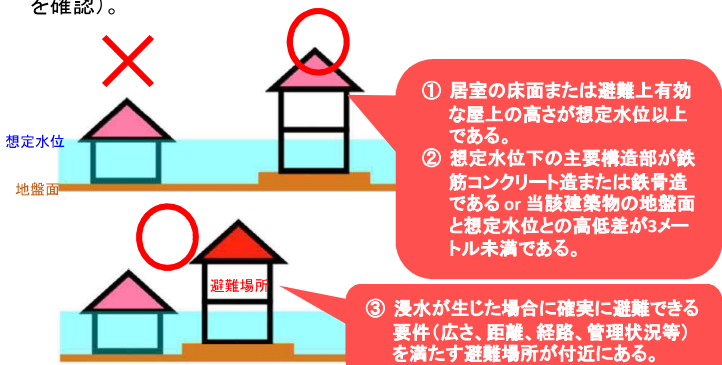 を確認)。
想定水位
地盤面
① 居室の床面または避難上有効
な屋上の高さが想定水位以上
である。
② 想定水位下の主要構造部が鉄
筋コンクリート造または鉄骨造
である or 当該建築物の地盤面
と想定水位との高低差が3メー
トル未満である。
避難場所
③ 浸水が生じた場合に確実に避難できる
要件(広さ、距離、経路、管理状況等)
を満たす避難場所が付近にある。